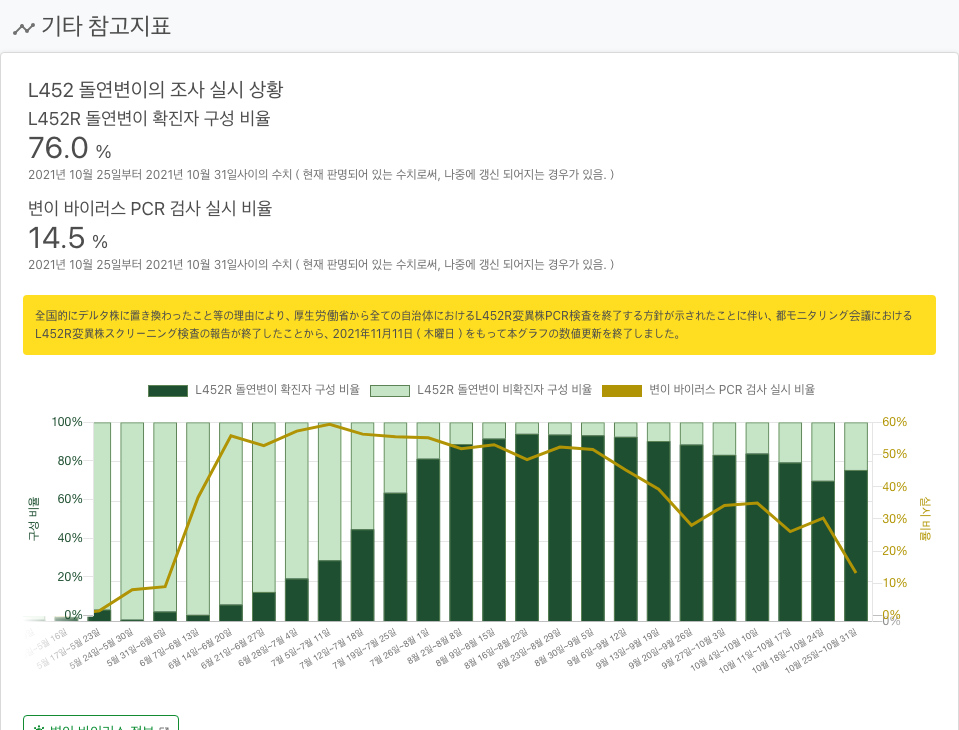 기타 참고지표
L452 돌연변이의 조사 실시 상황
L452R 돌연변이 확진자 구성 비율
76.0 %
2021년 10월 25일부터 2021년 10월 31일사이의 수치 ( 현재 판명되어 있는 수치로써, 나중에 갱신 되어지는 경우가 있음. )
변이 바이러스 PCR 검사 실시 비율
14.5 %
2021년 10월 25일부터 2021년 10월 31일사이의 수치 ( 현재 판명되어 있는 수치로써, 나중에 갱신 되어지는 경우가 있음. )
全国的にデルタ株に置き換わったこと等の理由により、厚生労働省から全ての自治体におけるL452R変異株PCR検査を終了する方針が示されたことに伴い、都モニタリング会議における
L452R変異株スクリーニング検査の報告が終了したことから、2021年11月11日 ( 木曜日 ) をもって本グラフの数値更新を終了しました。
L452R 돌연변이 확진자 구성 비율 L452R 돌연변이 비확진자 구성 비율 변이 바이러스 PCR 검사 실시 비율
100%
80%
60%
40%
20%
0%
구성 비율
60%
50%
40%
30%
20%
10%
0%
0%
실시 비율
5월 16일
5월 17일~5월 23일
5월 24일~5월 30일
5월 31일~6월 6일
6월 7일~6월 13일
6월 14일~6월 20일
6월 21일~6월 27일
6월 28일~7월 4일
7월 5일~7월 11일
7월 12일~7월 18일
7월 19일~7월 25일
7월 26일~8월 1일
8월 2일~8월 8일
8월 9일~8월 15일
8월 16일~8월 22일
8월 23일~8월 29일
8월 30일~9월 5일
9월 6일~9월 12일
9월 13일~9월 19일
9월 20일~9월 26일
9월 27일~10월 3일
10월 4일~10월 10일
10월 11일~10월 17일
10월 18일~10월 24일
10월 25일~10월 31일
변이 바이러스 정보